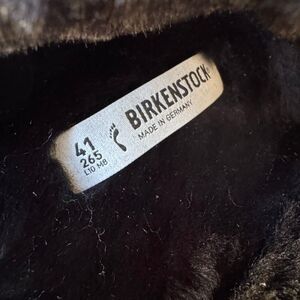 BIRKENSTOCK
MADE IN GERMANY
41
265
L10 M8